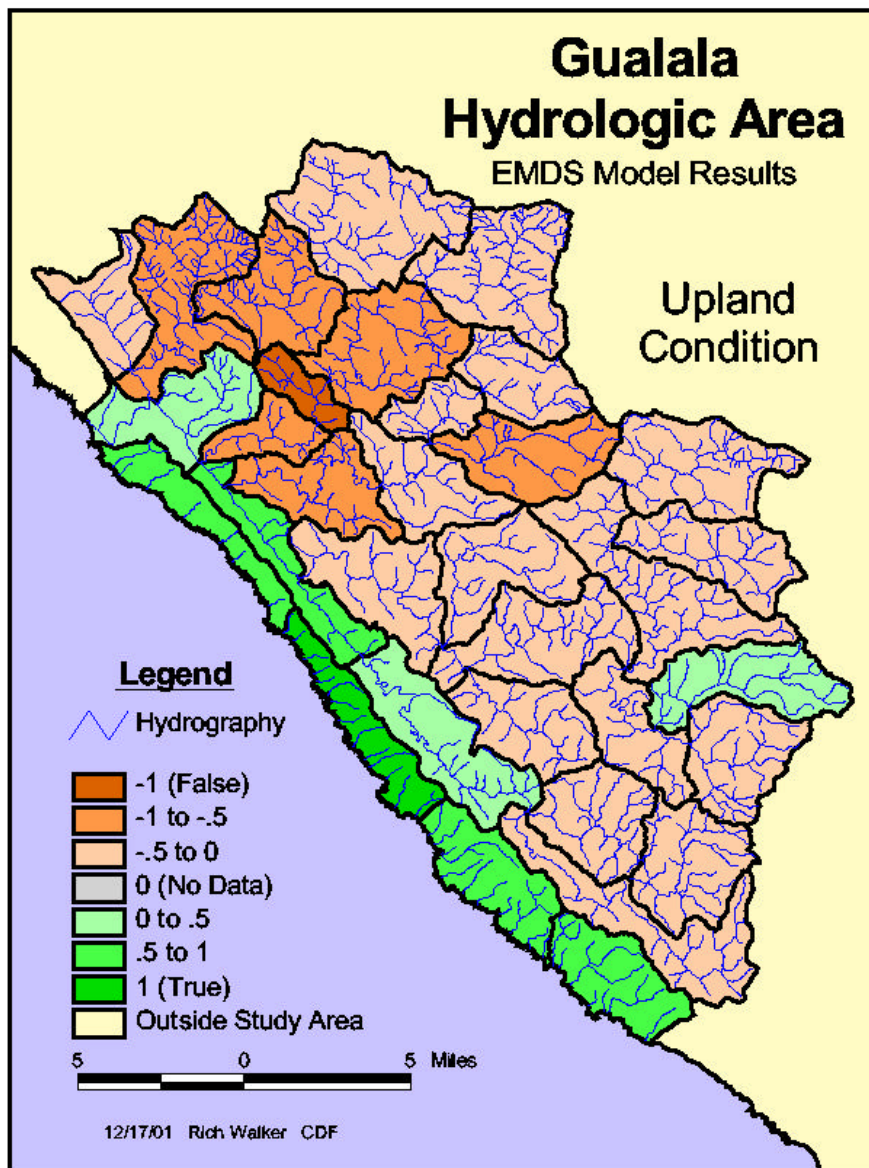 Gualala
Hydrologic Area
EMDS Model Results
Upland
Condition
Legend
Hydrography
-1 (False)
-1 to -.5
-.5 to 0
0 (No Data)
0 to .5
.5 to 1
1 (True)
Outside Study Area
5 0 5 Miles
12/17/01 Rich Walker CDF